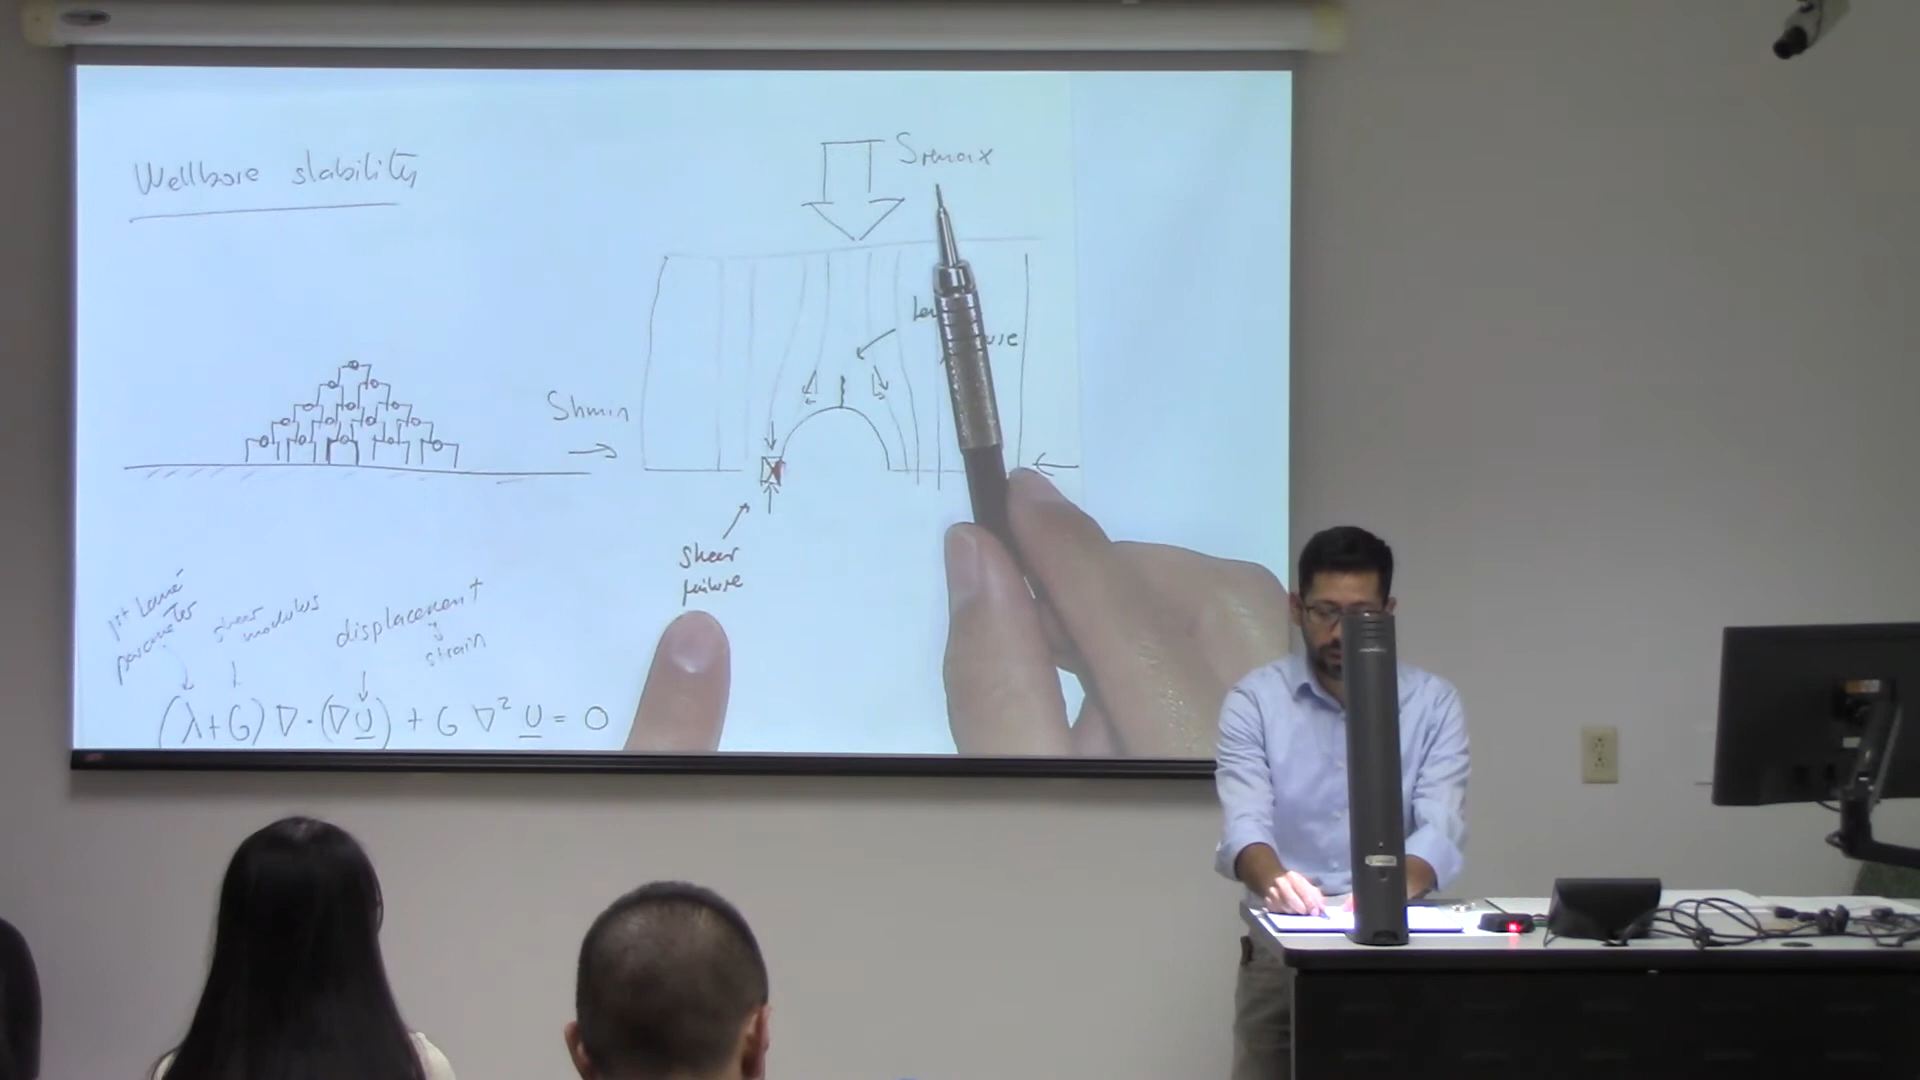 Wellbore stability
SHmax
Shmin
shear
failure
1st Lamé
parameter
shear
modulus
displacement
strain
(λ+G) ∇·(∇u) + G ∇² u = 0